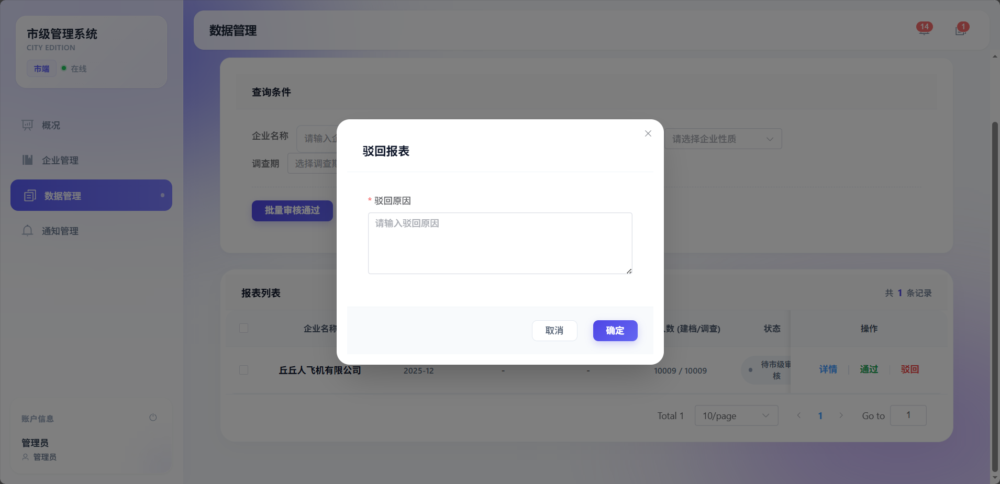 市级管理系统
CITY EDITION
市端 在线
概况
企业管理
数据管理
通知管理
账户信息
管理员
管理员
数据管理
14
1
查询条件
企业名称 请输入
请选择企业性质
调查期 选择调查
批量审核通过
驳回报表
* 驳回原因
请输入驳回原因
取消 确定
报表列表
共 1 条记录
企业名称 数 (建档/调查) 状态 操作
丘丘人飞机有限公司 2025-12 - - 10009 / 10009 待市级审
核
详情 通过 驳回
Total 1 10/page 1 Go to 1